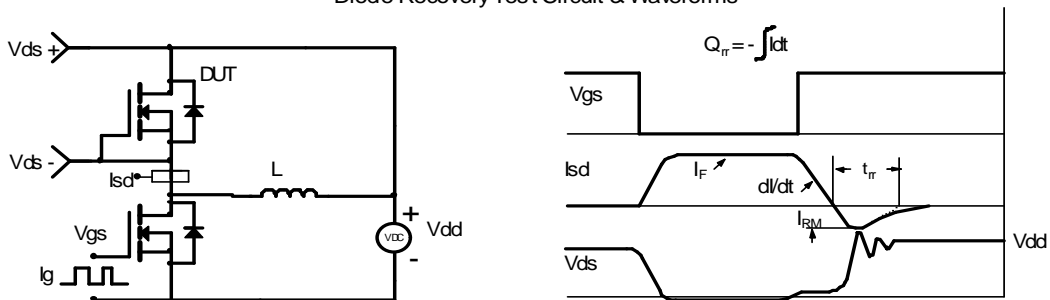 Diode Recovery Test Circuit & Waveforms
Vds +
DUT
Vds -
Isd
L
Vgs
Ig
VDC
+
-
Vdd
Qrr = - ∫Idt
Vgs
Isd
IF
dI/dt
trr
IRM
Vdd
Vds